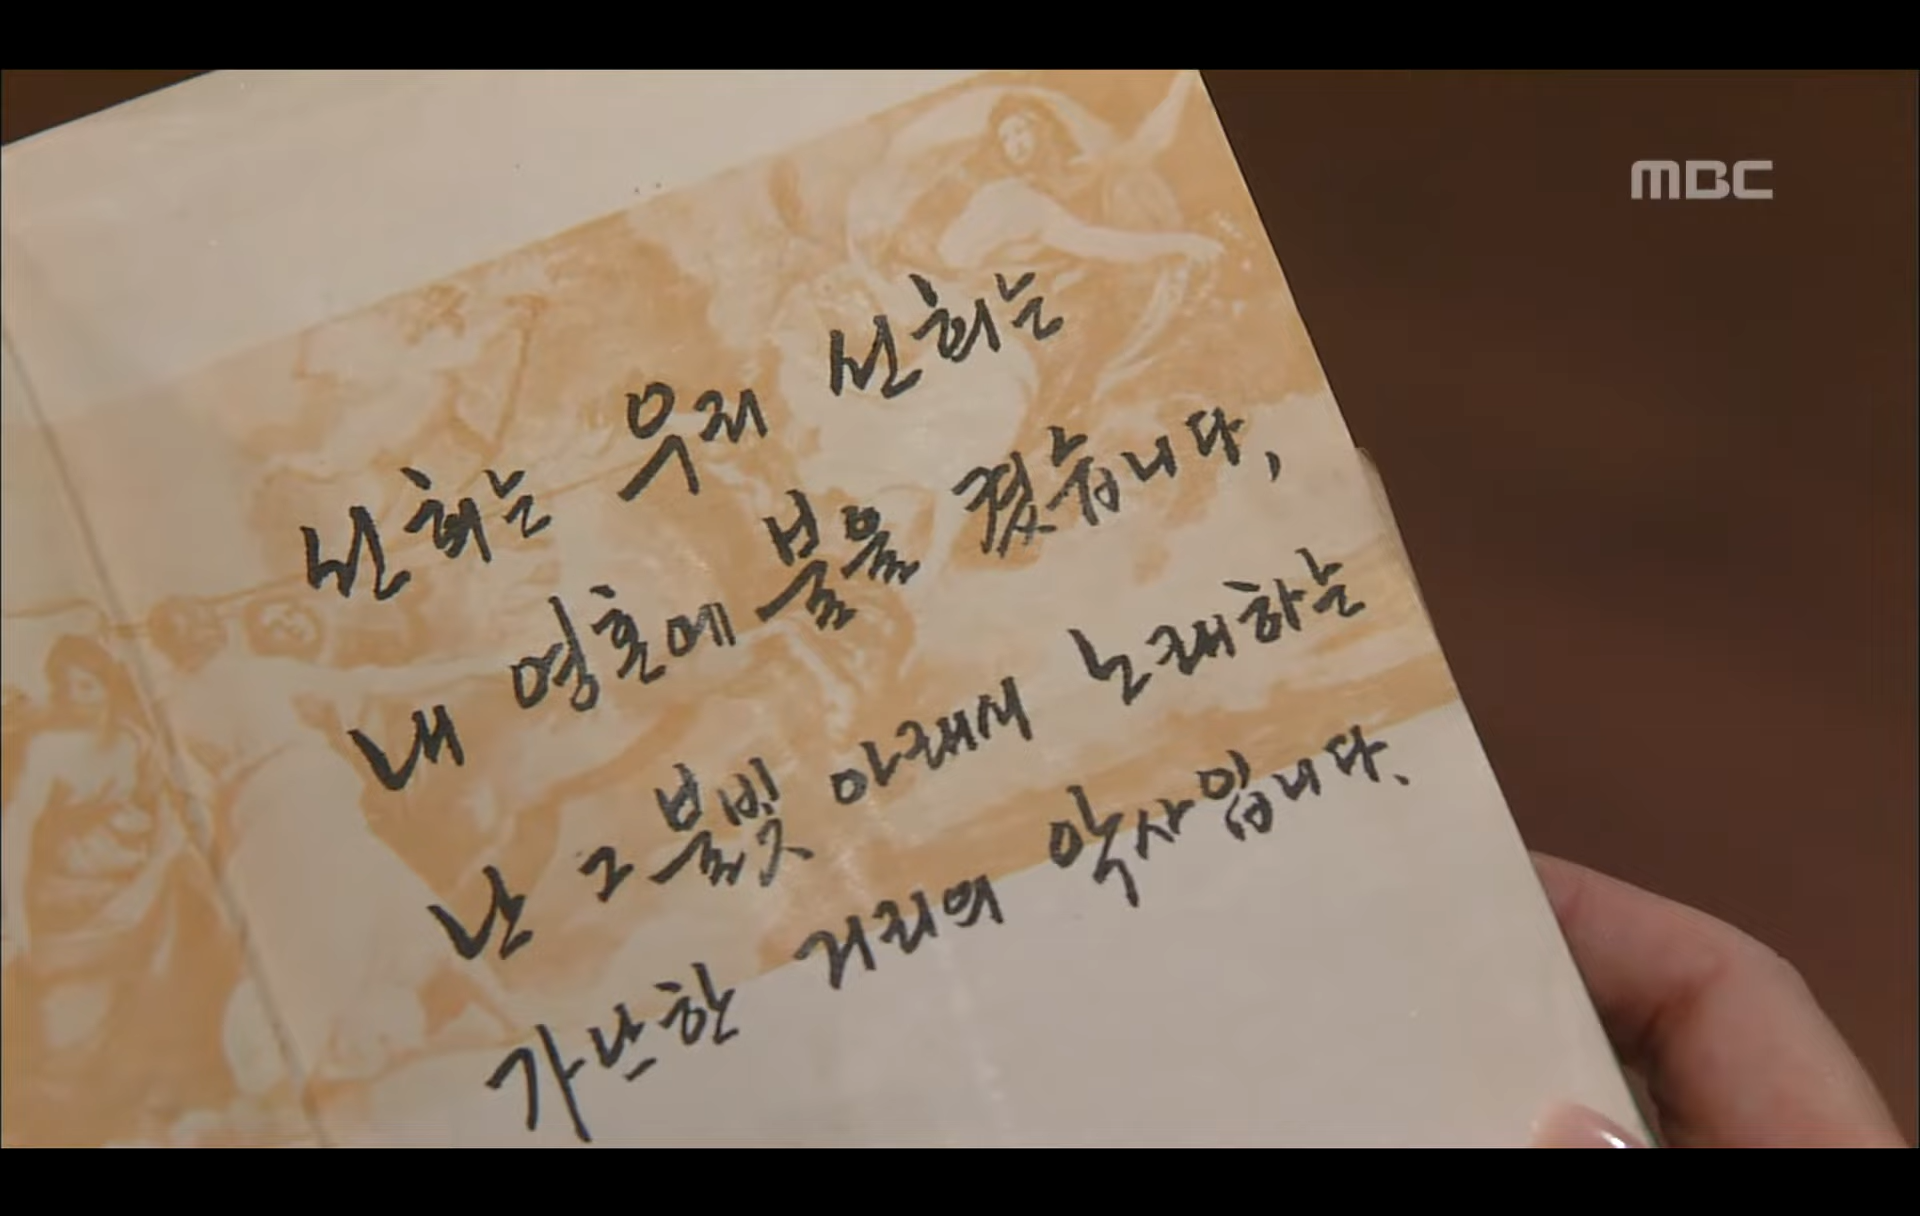 MBC
선희는 우리 선희는
내 영혼에 불을 켰습니다,
난 그 불빛 아래서 노래하는
가난한 거리의 악사입니다.